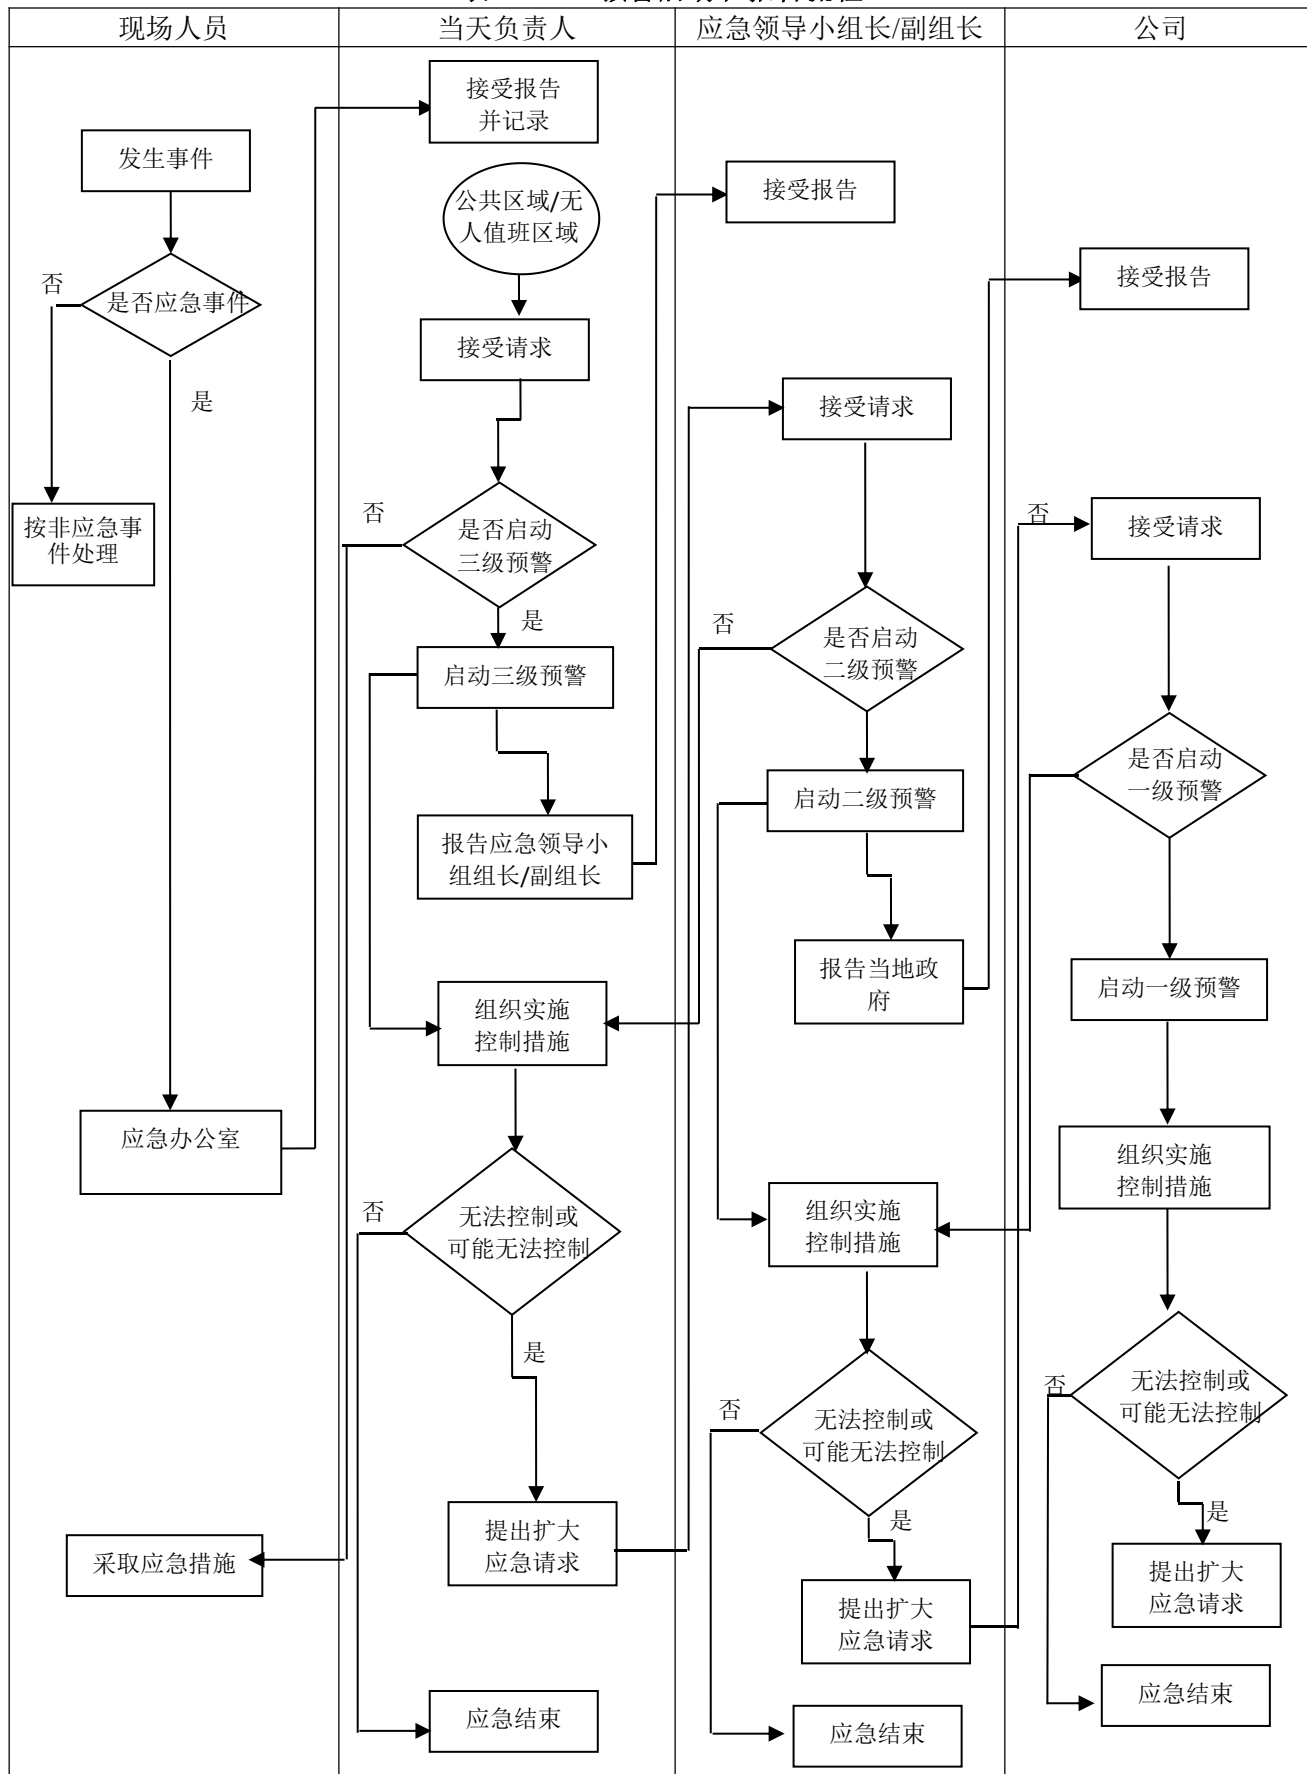 现场人员
当天负责人
应急领导小组长/副组长
公司
发生事件
是否应急事件
否
是
按非应急事
件处理
应急办公室
采取应急措施
接受报告
并记录
公共区域/无
人值班区域
接受请求
否
是否启动
三级预警
是
启动三级预警
报告应急领导小
组组长/副组长
组织实施
控制措施
否
无法控制或
可能无法控制
是
提出扩大
应急请求
应急结束
接受报告
接受请求
否
是否启动
二级预警
启动二级预警
报告当地政
府
组织实施
控制措施
否
无法控制或
可能无法控制
是
提出扩大
应急请求
应急结束
接受报告
否
接受请求
是否启动
一级预警
启动一级预警
组织实施
控制措施
否
无法控制或
可能无法控制
是
提出扩大
应急请求
应急结束